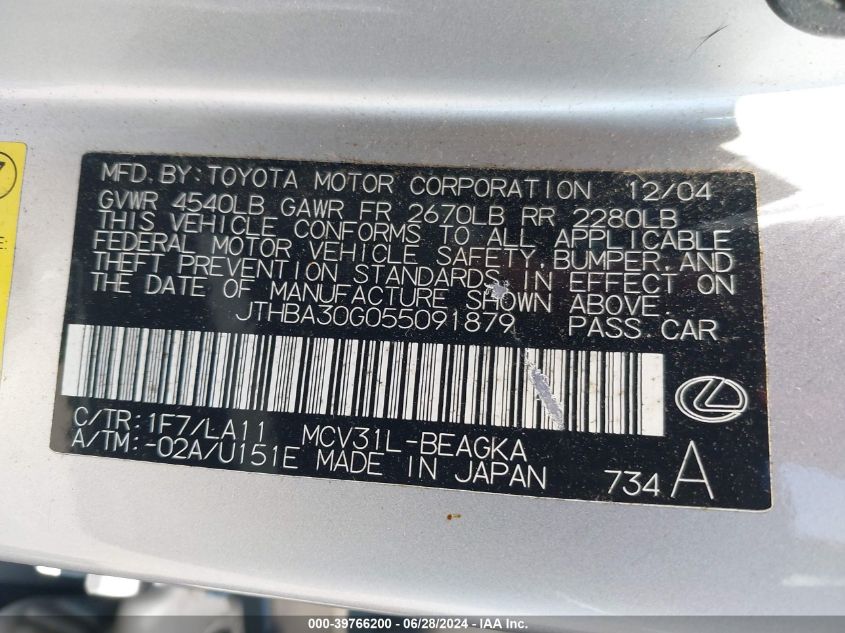 MFD.BY:TOYOTA MOTOR CORPORATION 12/04
GVWR 4540LB GAWR FR 2670LB RR 2280LB
THIS VEHICLE CONFORMS TO ALL APPLICABLE
FEDERAL MOTOR VEHICLE SAFETY,BUMPER,AND
THEFT PREVENTION STANDARDS IN EFFECT ON
THE DATE OF MANUFACTURE SHOWN ABOVE.
JTHBA30G055091879 PASS.CAR
C/TR:1F7/LA11 MCV31L-BEAGKA
A/TM:-02A/U151E MADE IN JAPAN
734 A
000-39766200 - 06/28/2024 - IAA Inc.